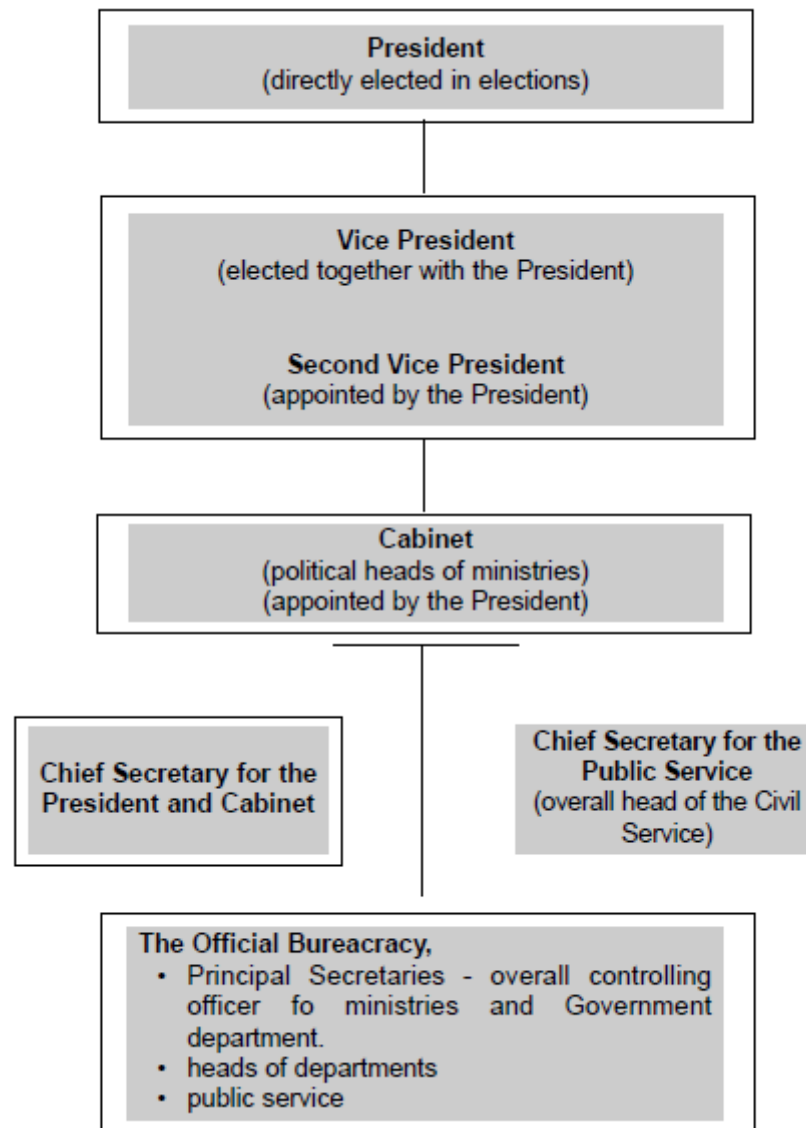 President
(directly elected in elections)
Vice President
(elected together with the President)
Second Vice President
(appointed by the President)
Cabinet
(political heads of ministries)
(appointed by the President)
Chief Secretary for the
President and Cabinet
Chief Secretary for the
Public Service
(overall head of the Civil
Service)
The Official Bureacracy,
• Principal Secretaries - overall controlling
officer fo ministries and Government
department.
• heads of departments
• public service